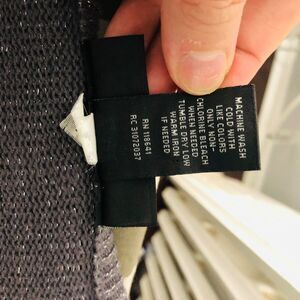 MACHINE WASH
COLD WITH
LIKE COLORS
ONLY NON-
CHLORINE BLEACH
WHEN NEEDED
TUMBLE DRY LOW
WARM IRON
IF NEEDED
RN 118641
RC 31072037